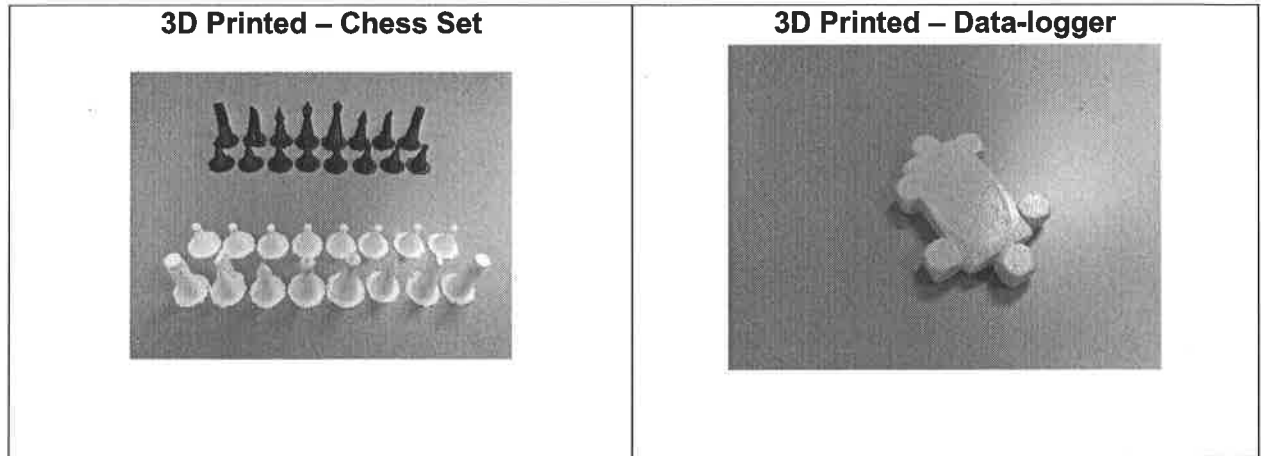 3D Printed – Chess Set
3D Printed – Data-logger